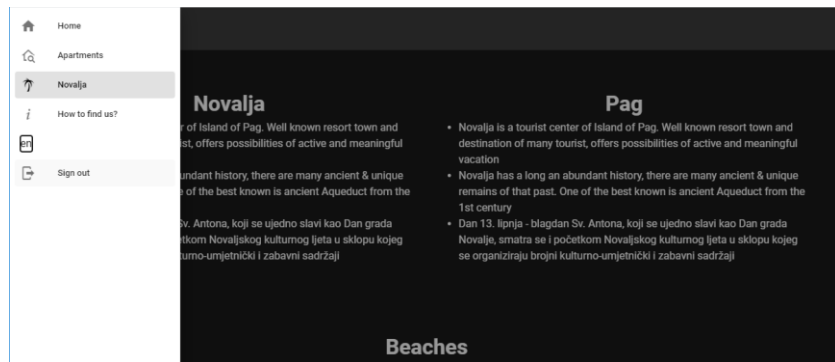 Home
Apartments
Novalja
How to find us?
en
Sign out
Novalja
r of Island of Pag. Well known resort town and
ist, offers possibilities of active and meaningful
undant history, there are many ancient & unique
e of the best known is ancient Aqueduct from the
Sv. Antona, koji se ujedno slavi kao Dan grada
etkom Novaljskog kulturnog ljeta u sklopu kojeg
turno-umjetnički i zabavni sadržaji
Pag
• Novalja is a tourist center of Island of Pag. Well known resort town and
destination of many tourist, offers possibilities of active and meaningful
vacation
• Novalja has a long an abundant history, there are many ancient & unique
remains of that past. One of the best known is ancient Aqueduct from the
1st century
• Dan 13. lipnja - blagdan Sv. Antona, koji se ujedno slavi kao Dan grada
Novalje, smatra se i početkom Novaljskog kulturnog ljeta u sklopu kojeg
se organiziraju brojni kulturno-umjetnički i zabavni sadržaji
Beaches